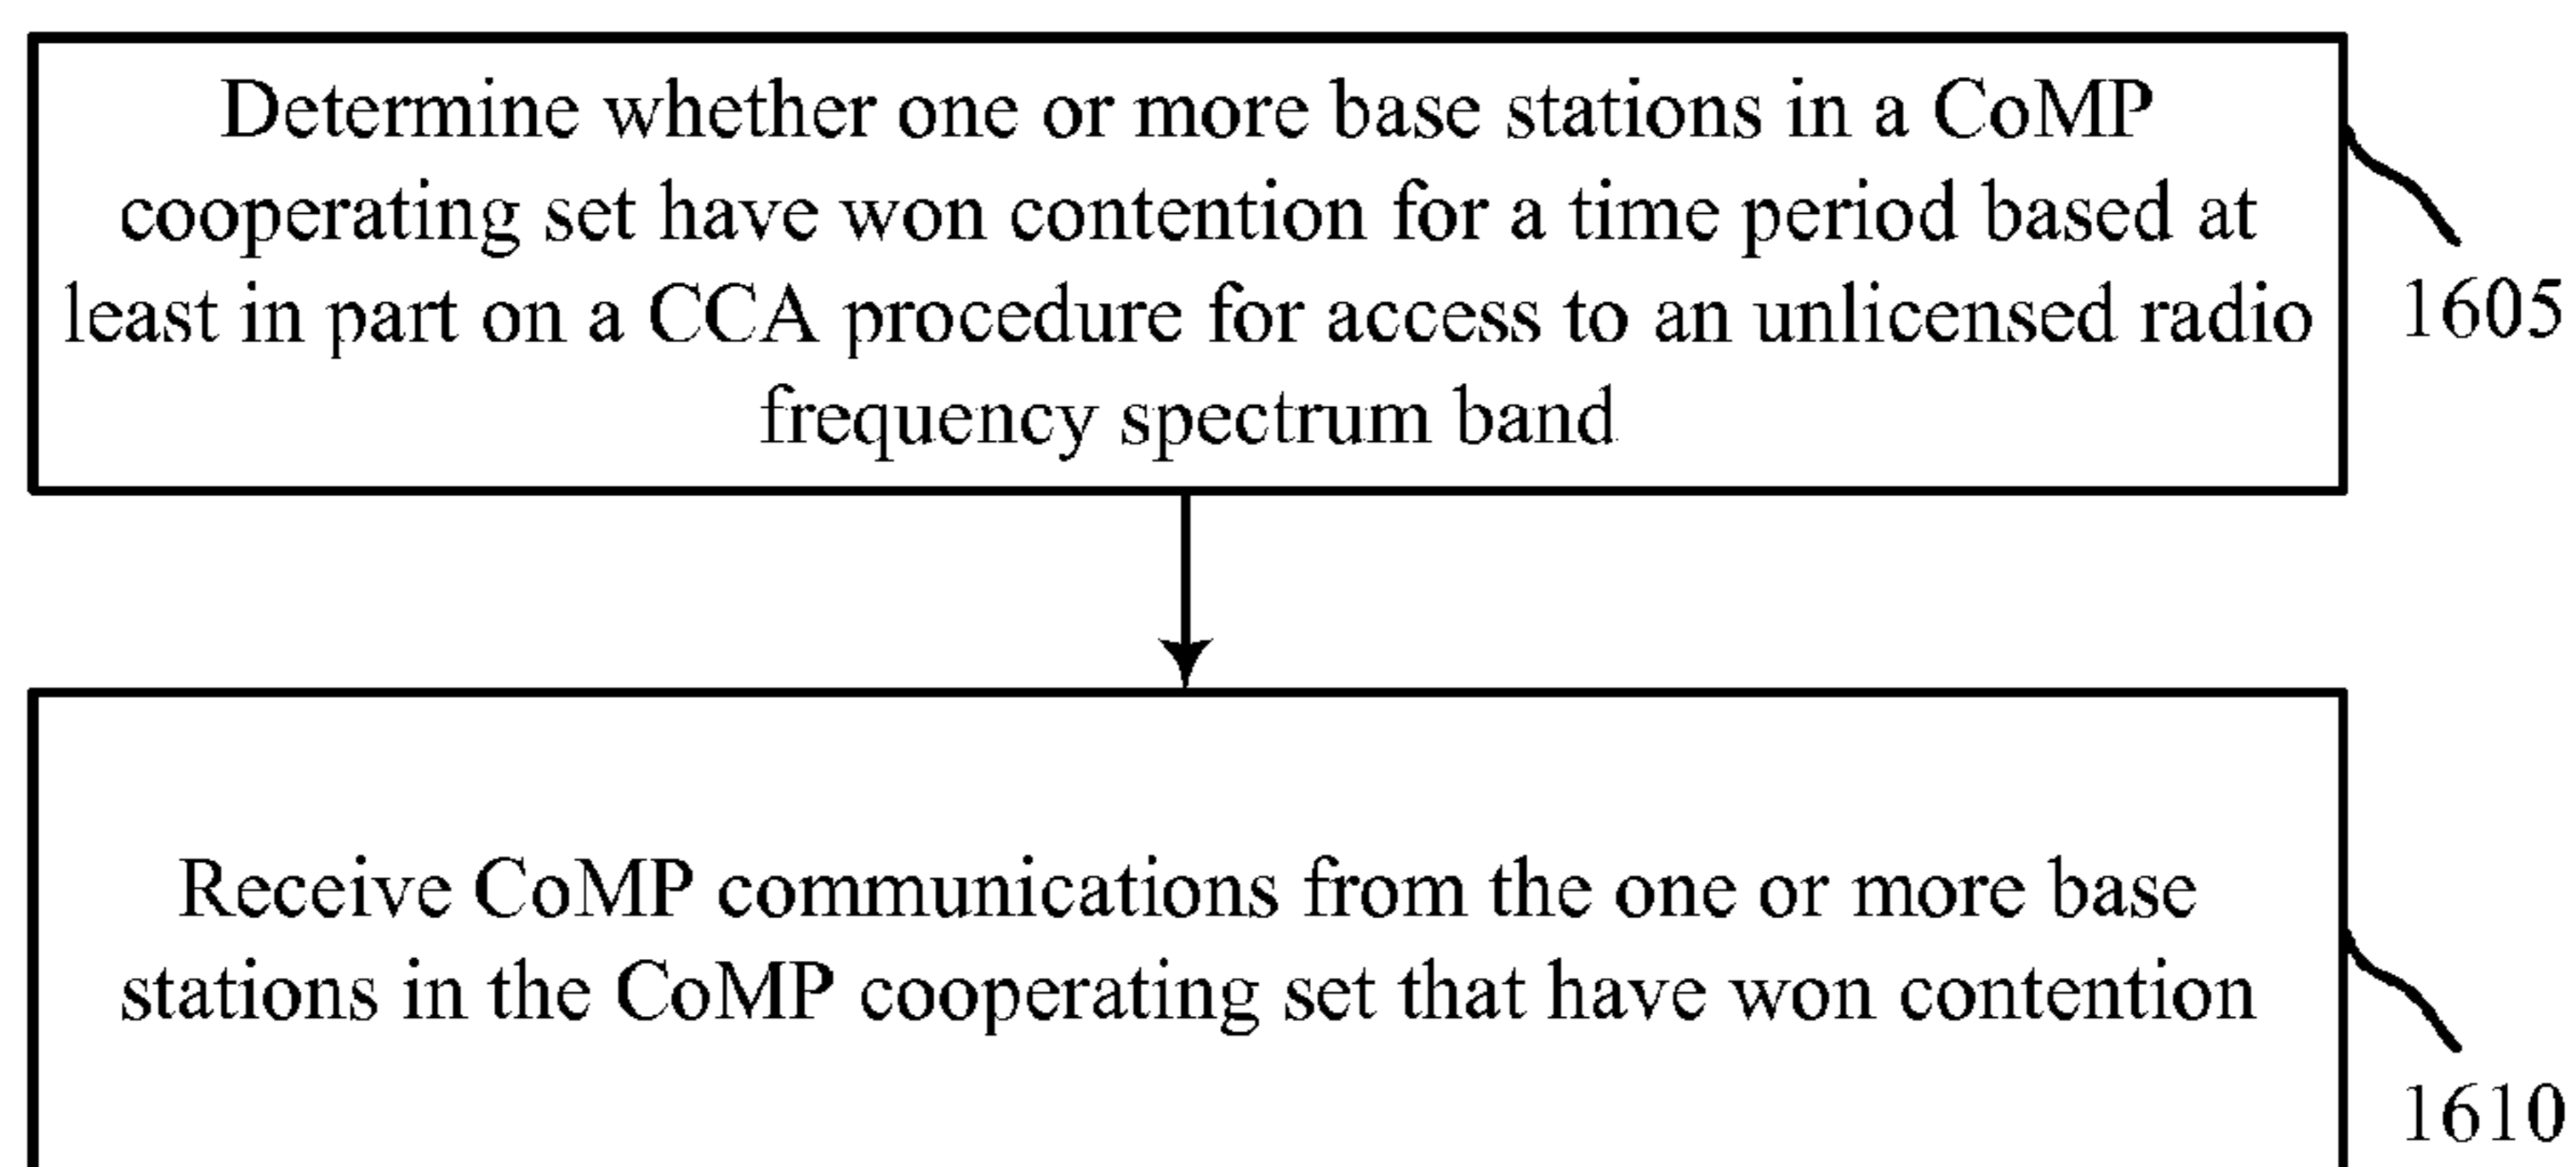 Determine whether one or more base stations in a CoMP
cooperating set have won contention for a time period based at
least in part on a CCA procedure for access to an unlicensed radio
frequency spectrum band
1605
Receive CoMP communications from the one or more base
stations in the CoMP cooperating set that have won contention
1610